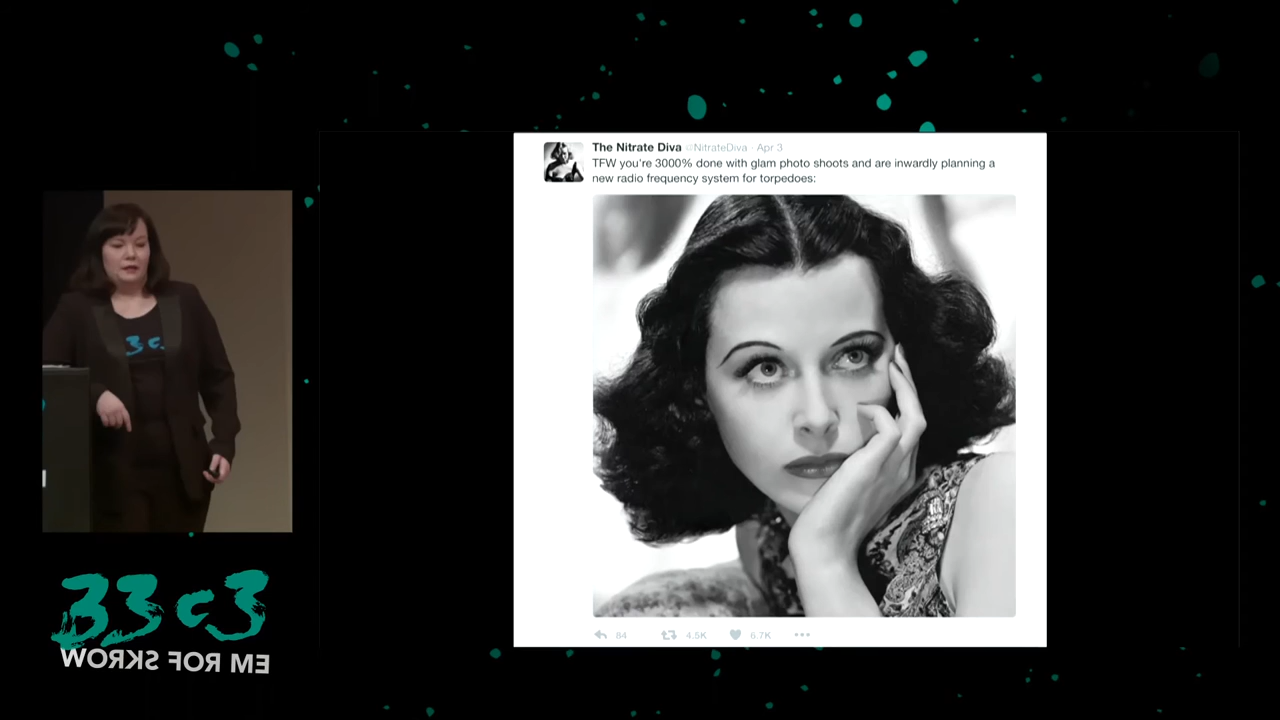 The Nitrate Diva @NitrateDiva · Apr 3
TFW you're 3000% done with glam photo shoots and are inwardly planning a
new radio frequency system for torpedoes:
84 4.5K 6.7K
33c3
WORKS FOR ME